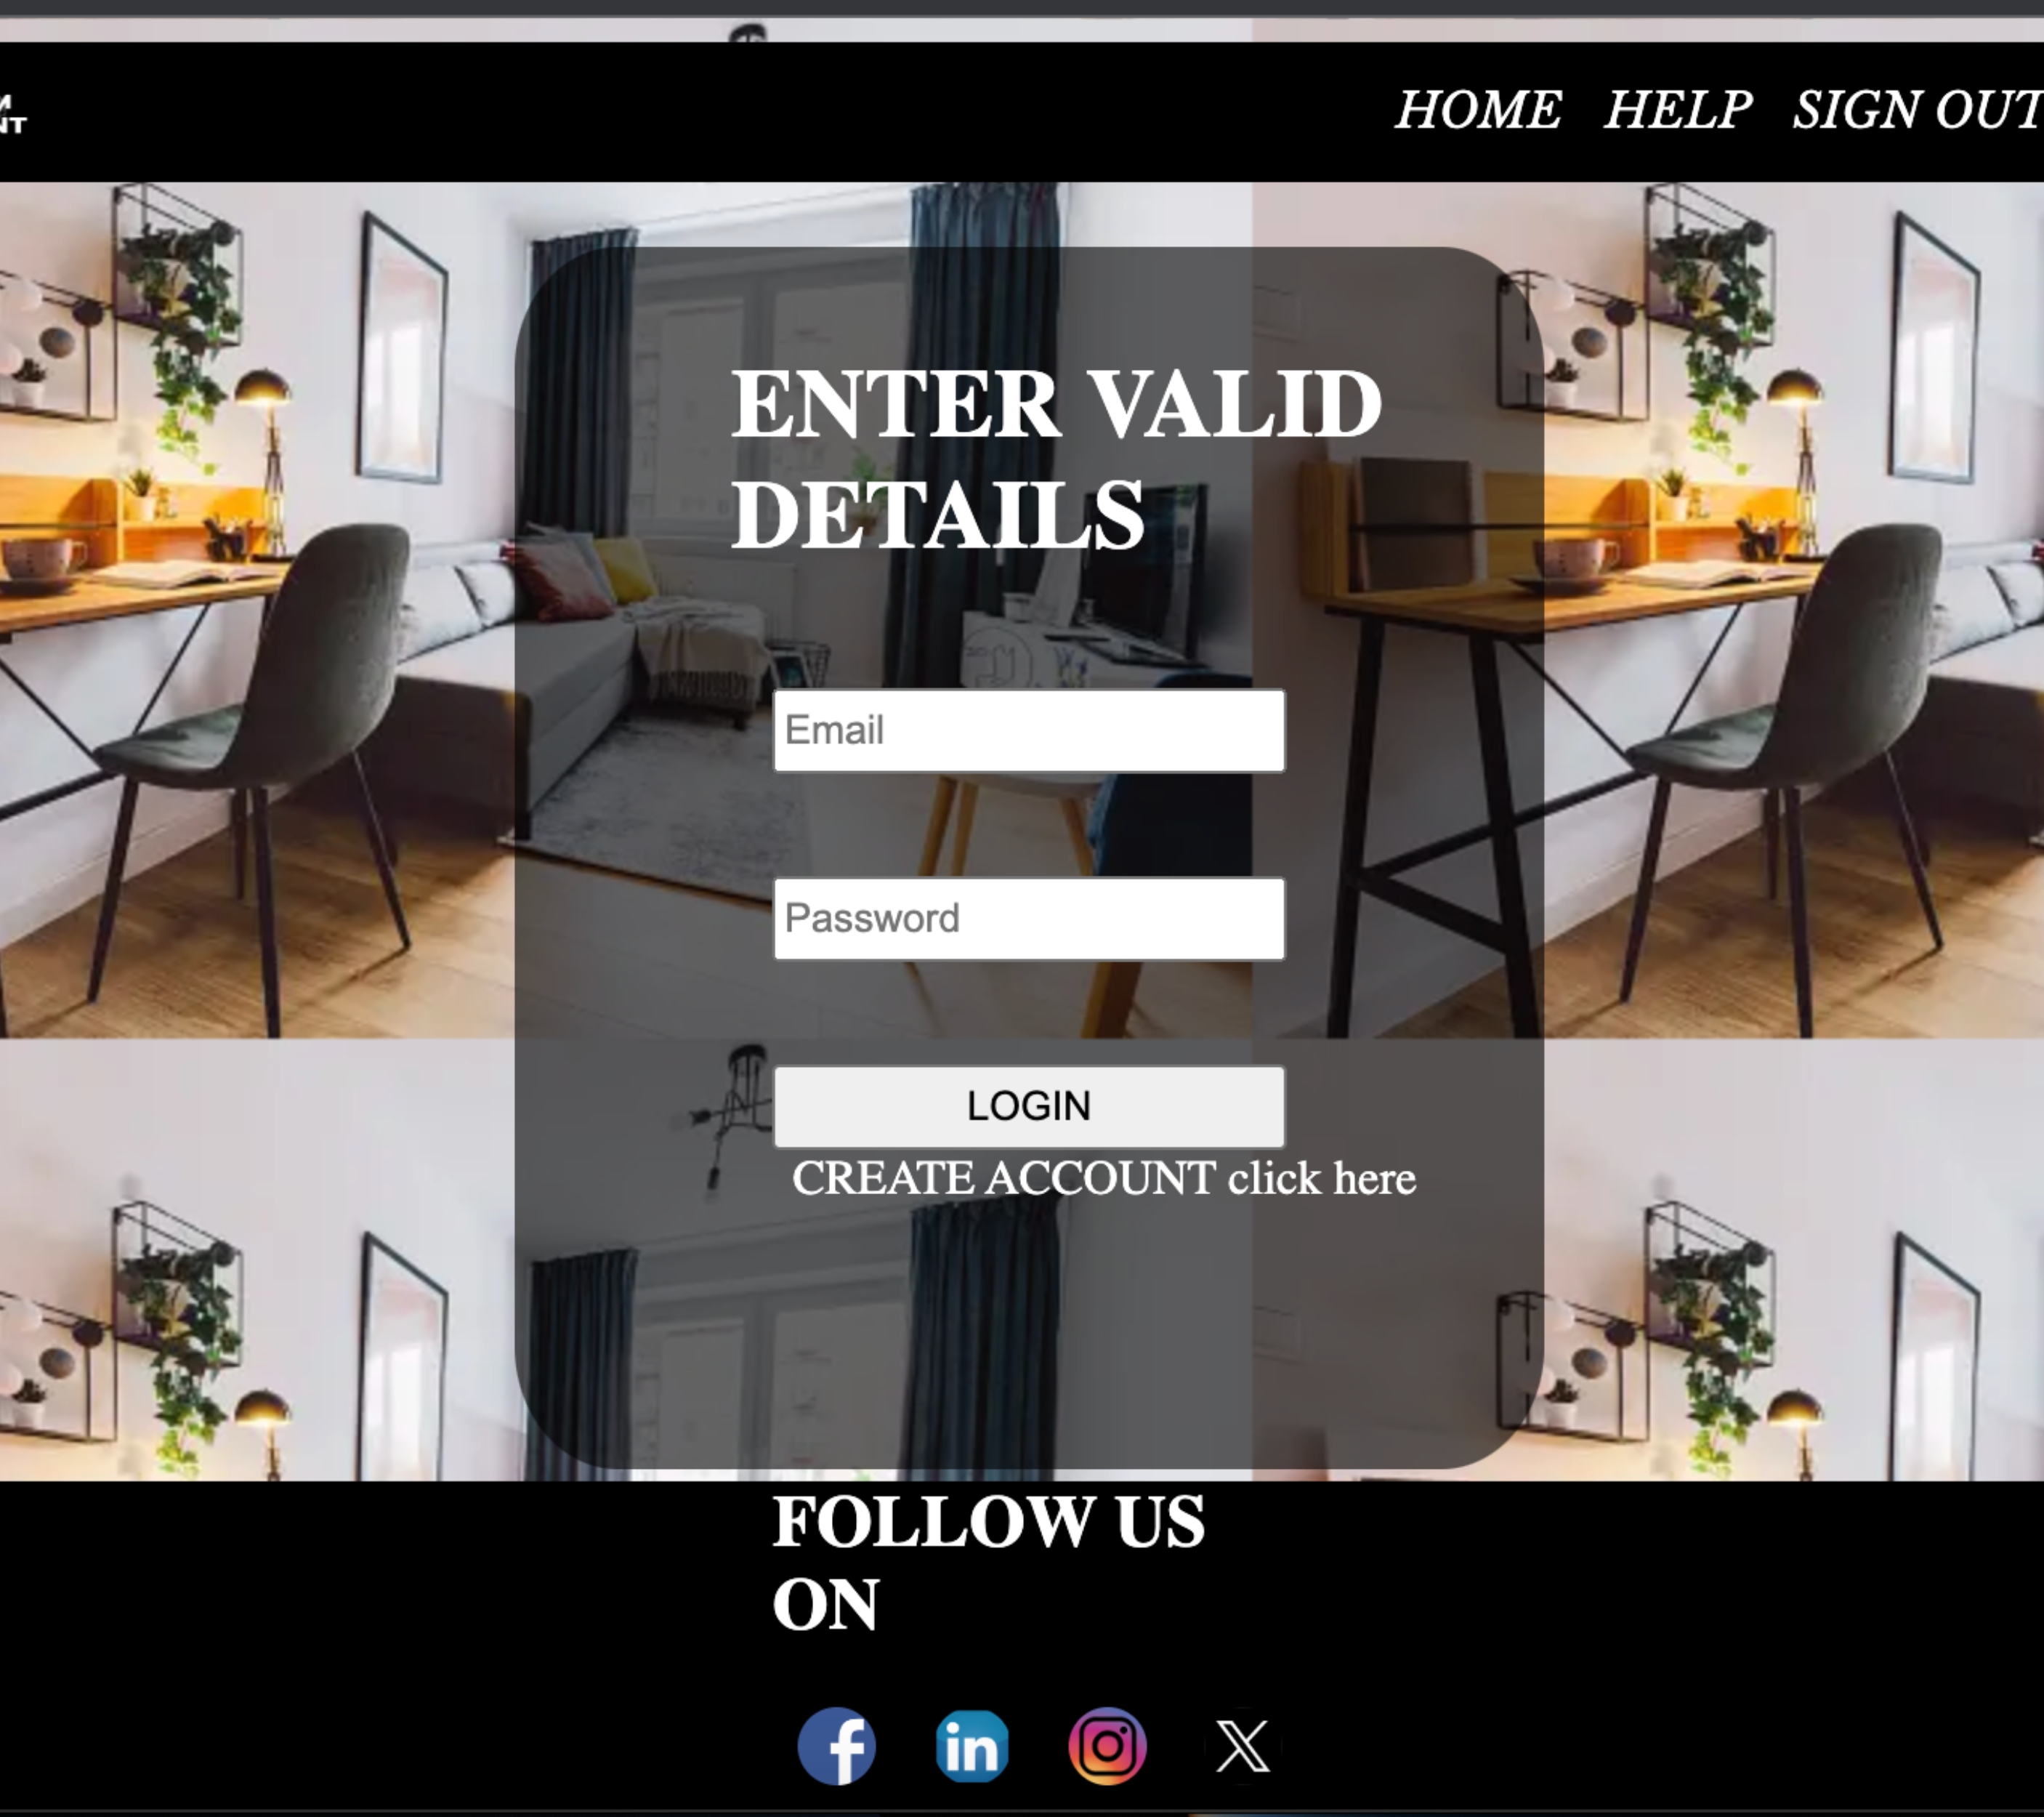 HOME HELP SIGN OUT
ENTER VALID
DETAILS
Email
Password
LOGIN
CREATE ACCOUNT click here
FOLLOW US
ON